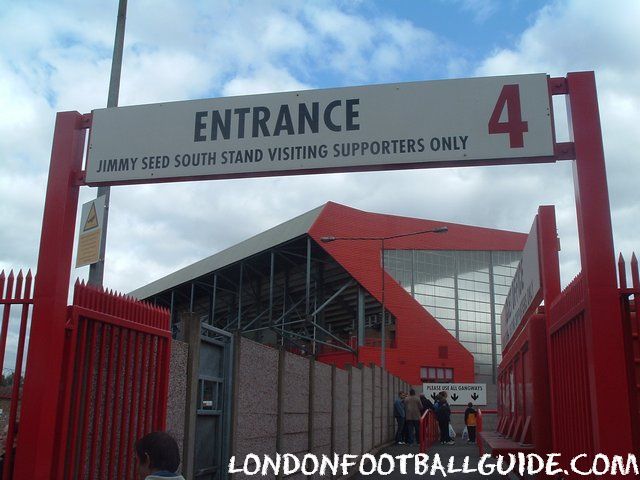 ENTRANCE 4
JIMMY SEED SOUTH STAND VISITING SUPPORTERS ONLY
PLEASE USE ALL GANGWAYS
LONDONFOOTBALLGUIDE.COM